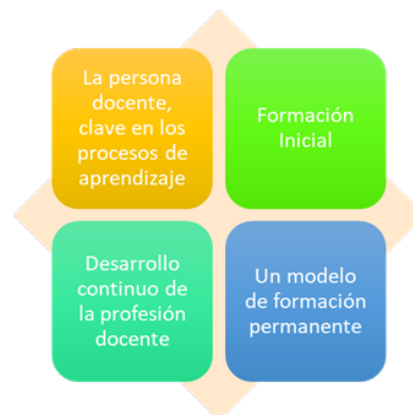 La persona
docente,
clave en los
procesos de
aprendizaje
Formación
Inicial
Desarrollo
continuo de
la profesión
docente
Un modelo
de formación
permanente